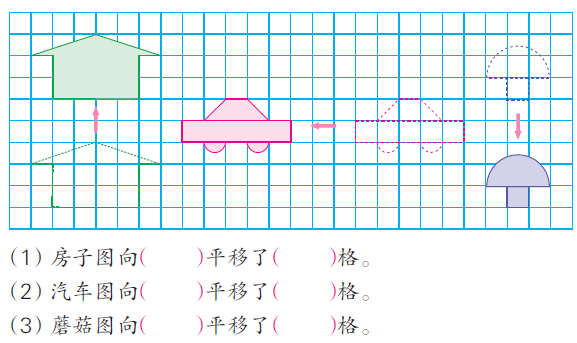 (1)房子图向(    )平移了(    )格。
(2)汽车图向(    )平移了(    )格。
(3)蘑菇图向(    )平移了(    )格。